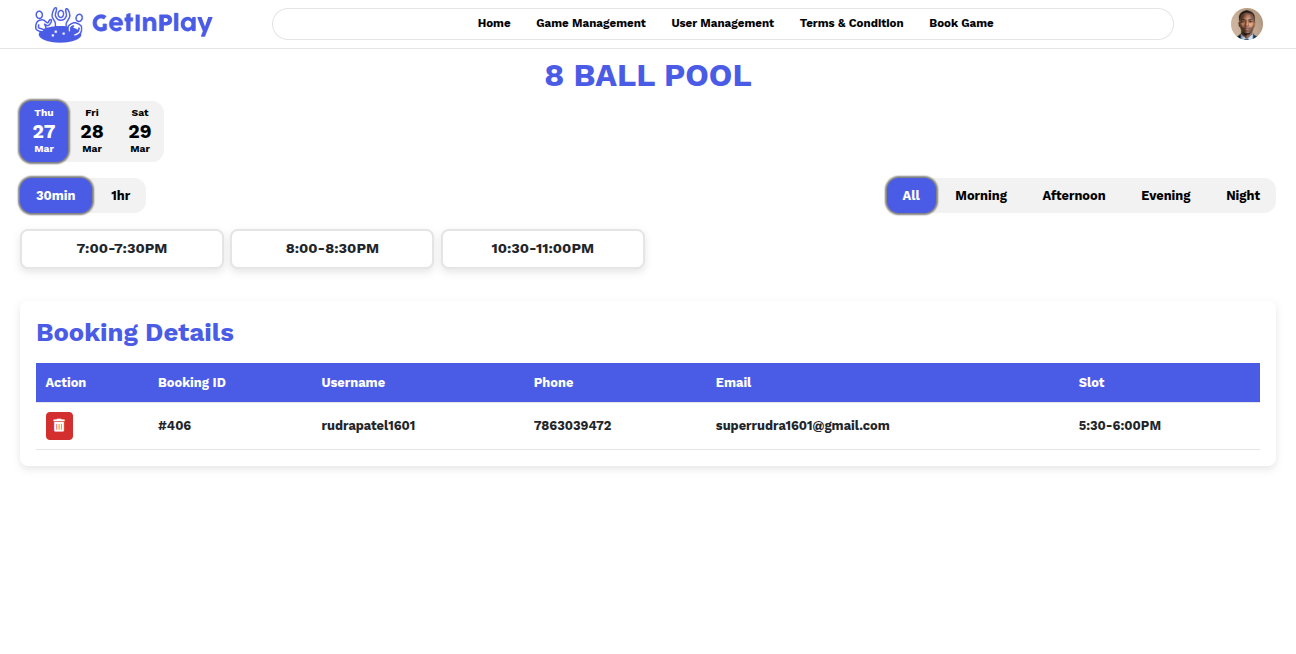 GetInPlay
Home Game Management User Management Terms & Condition Book Game
8 BALL POOL
Thu Fri Sat
27 28 29
Mar Mar Mar
30min 1hr All Morning Afternoon Evening Night
7:00-7:30PM 8:00-8:30PM 10:30-11:00PM
Booking Details
Action Booking ID Username Phone Email Slot
#406 rudrapatel1601 7863039472 superrudra1601@gmail.com 5:30-6:00PM